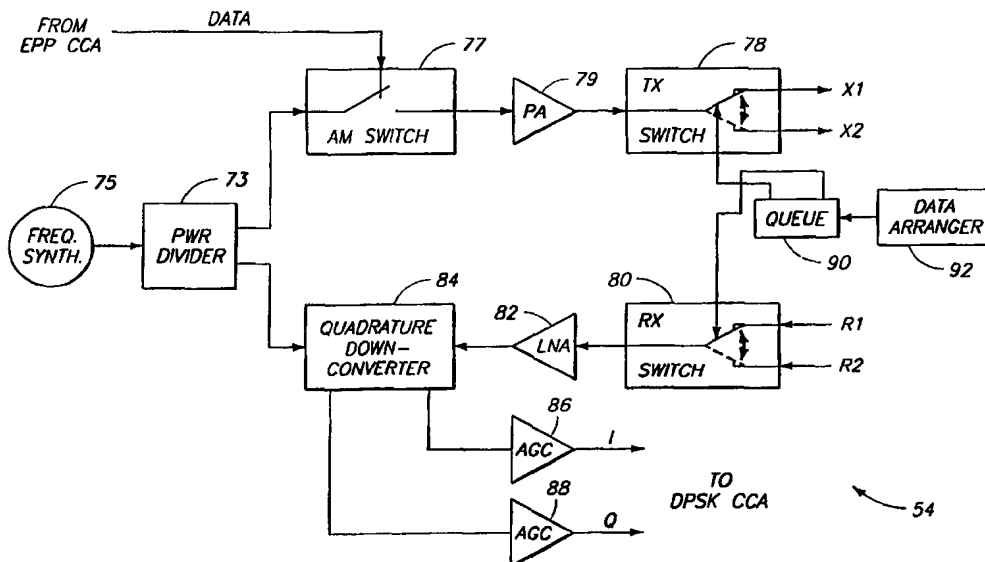 FROM
EPP CCA
DATA
77
AM SWITCH
79
PA
78
TX
SWITCH
X1
X2
75
FREQ.
SYNTH.
73
PWR
DIVIDER
QUEUE
90
DATA
ARRANGER
92
84
QUADRATURE
DOWN-
CONVERTER
82
LNA
80
RX
SWITCH
R1
R2
86
AGC
I
88
AGC
Q
TO
DPSK CCA
54